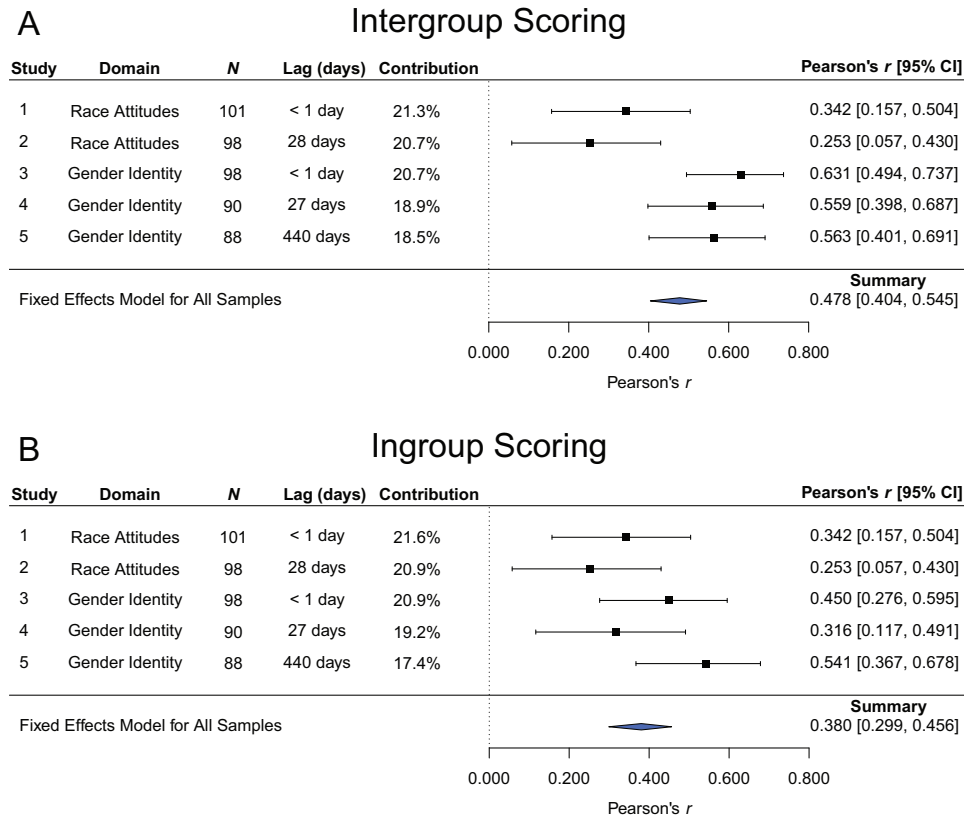 A Intergroup Scoring
Study Domain N Lag (days) Contribution Pearson's r [95% CI]
1 Race Attitudes 101 < 1 day 21.3% 0.342 [0.157, 0.504]
2 Race Attitudes 98 28 days 20.7% 0.253 [0.057, 0.430]
3 Gender Identity 98 < 1 day 20.7% 0.631 [0.494, 0.737]
4 Gender Identity 90 27 days 18.9% 0.559 [0.398, 0.687]
5 Gender Identity 88 440 days 18.5% 0.563 [0.401, 0.691]
Summary
Fixed Effects Model for All Samples 0.478 [0.404, 0.545]
0.000 0.200 0.400 0.600 0.800
Pearson's r
B Ingroup Scoring
Study Domain N Lag (days) Contribution Pearson's r [95% CI]
1 Race Attitudes 101 < 1 day 21.6% 0.342 [0.157, 0.504]
2 Race Attitudes 98 28 days 20.9% 0.253 [0.057, 0.430]
3 Gender Identity 98 < 1 day 20.9% 0.450 [0.276, 0.595]
4 Gender Identity 90 27 days 19.2% 0.316 [0.117, 0.491]
5 Gender Identity 88 440 days 17.4% 0.541 [0.367, 0.678]
Summary
Fixed Effects Model for All Samples 0.380 [0.299, 0.456]
0.000 0.200 0.400 0.600 0.800
Pearson's r